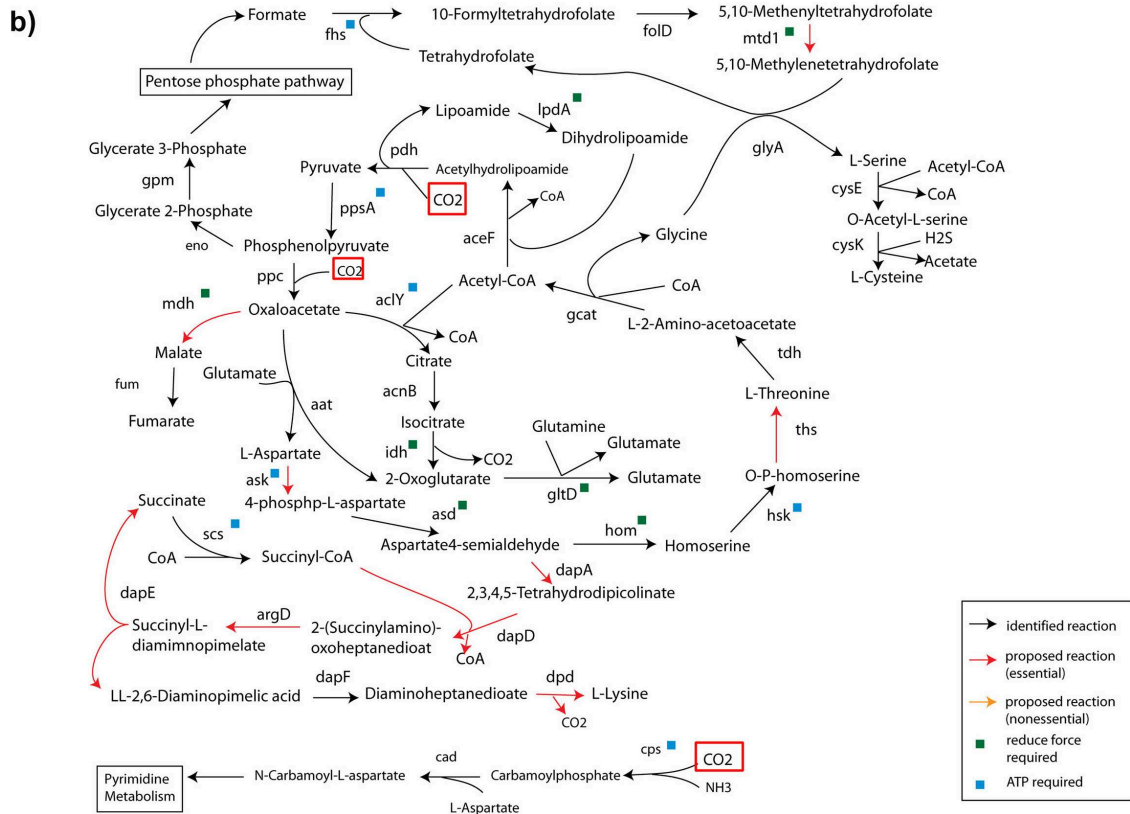 b)
Formate
fhs
10-Formyltetrahydrofolate
folD
5,10-Methenyltetrahydrofolate
mtd1
5,10-Methylenetetrahydrofolate
Tetrahydrofolate
Pentose phosphate pathway
Lipoamide
lpdA
Dihydrolipoamide
glyA
Glycerate 3-Phosphate
pdh
Pyruvate
Acetylhydrolipoamide
L-Serine
Acetyl-CoA
cysE
CoA
gpm
ppsA
CO2
CoA
Glycerate 2-Phosphate
O-Acetyl-L-serine
eno
Phosphenolpyruvate
aceF
Glycine
cysK
H2S
Acetate
ppc
CO2
L-Cysteine
mdh
aclY
Acetyl-CoA
CoA
Oxaloacetate
gcat
L-2-Amino-acetoacetate
CoA
Malate
Citrate
tdh
fum
Glutamate
acnB
L-Threonine
aat
Fumarate
Isocitrate
Glutamine
ths
idh
Glutamate
L-Aspartate
CO2
ask
2-Oxoglutarate
gltD
Glutamate
O-P-homoserine
Succinate
4-phosphp-L-aspartate
asd
hsk
scs
hom
Aspartate4-semialdehyde
Homoserine
CoA
Succinyl-CoA
dapA
dapE
2,3,4,5-Tetrahydrodipicolinate
argD
Succinyl-L-
diamimnopimelate
2-(Succinylamino)-
oxoheptanedioat
dapD
CoA
LL-2,6-Diaminopimelic acid
dapF
Diaminoheptanedioate
dpd
L-Lysine
CO2
cps
CO2
cad
Pyrimidine
Metabolism
N-Carbamoyl-L-aspartate
Carbamoylphosphate
NH3
L-Aspartate
identified reaction
proposed reaction
(essential)
proposed reaction
(nonessential)
reduce force
required
ATP required